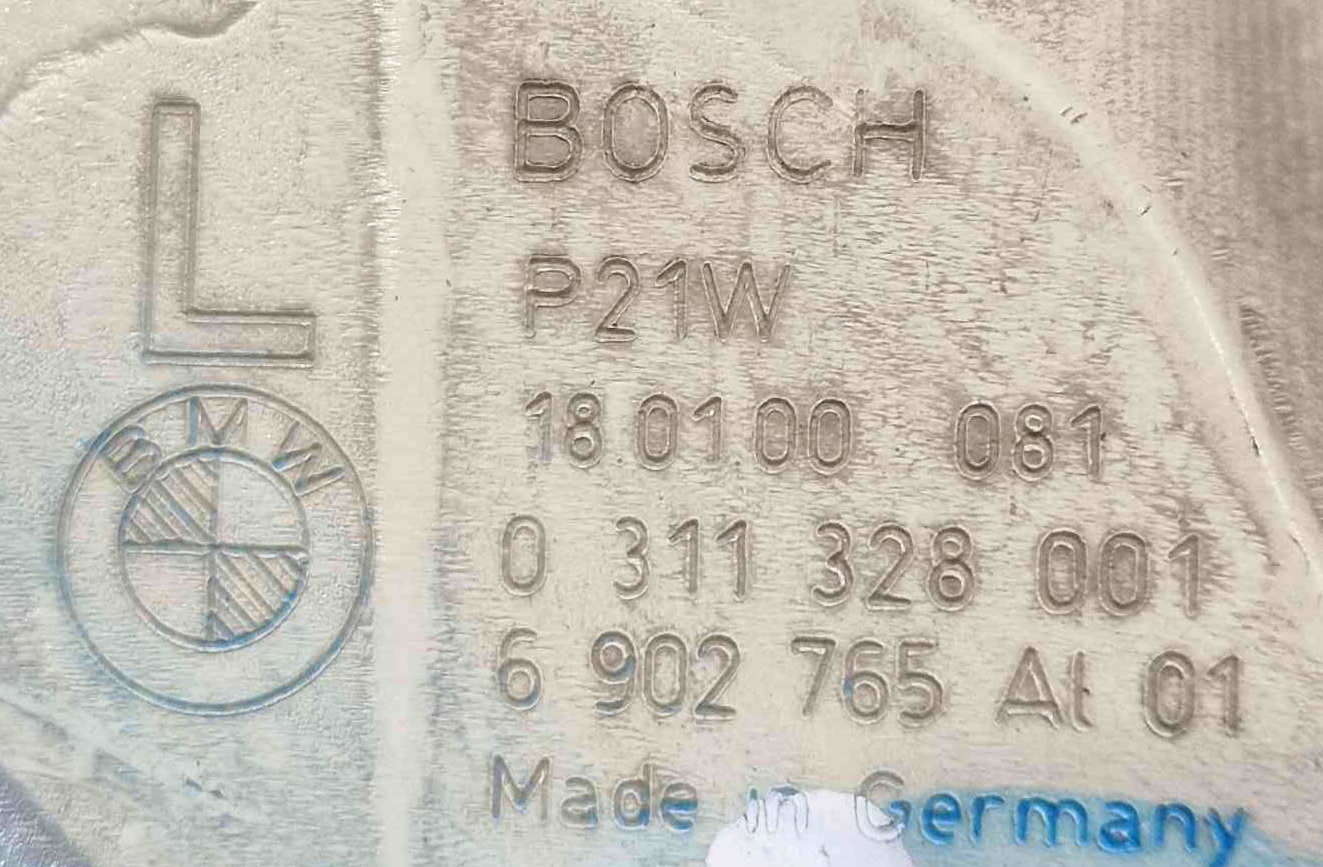 L
BMW
BOSCH
P21W
18.01.00 081
0 311 328 001
6 902 765 AI 01
Made in Germany